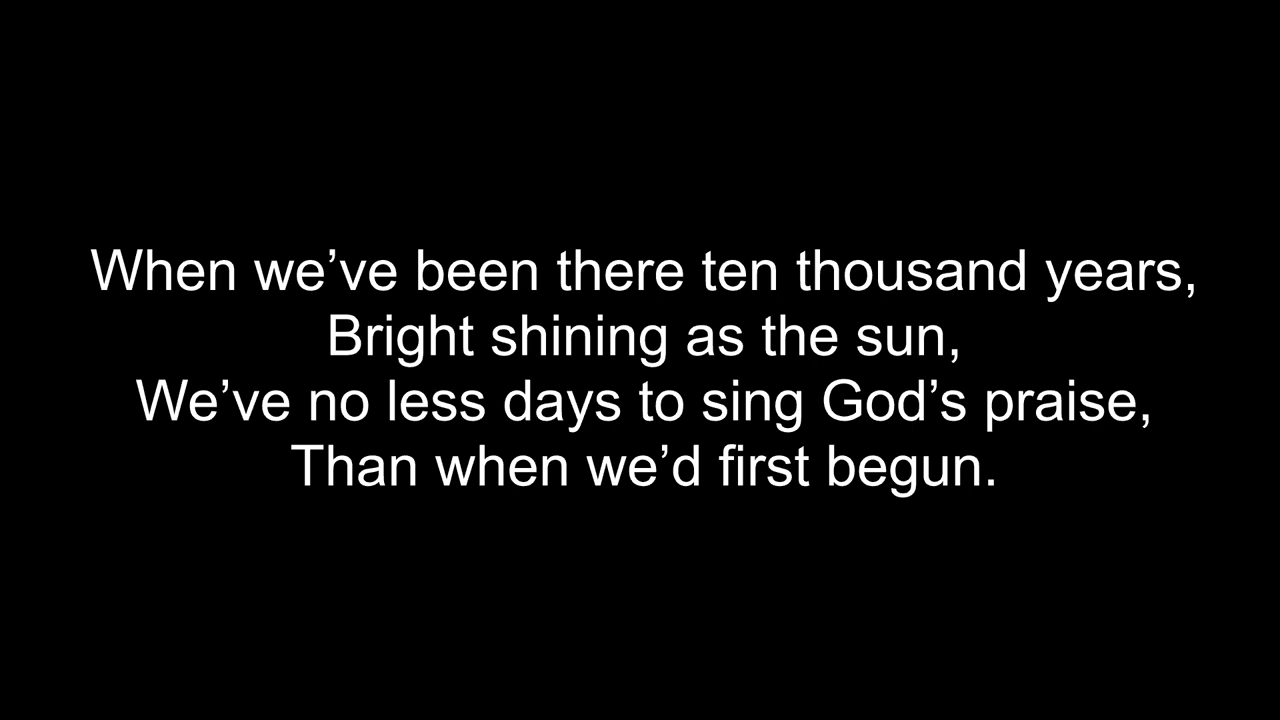 When we’ve been there ten thousand years,
Bright shining as the sun,
We’ve no less days to sing God’s praise,
Than when we’d first begun.